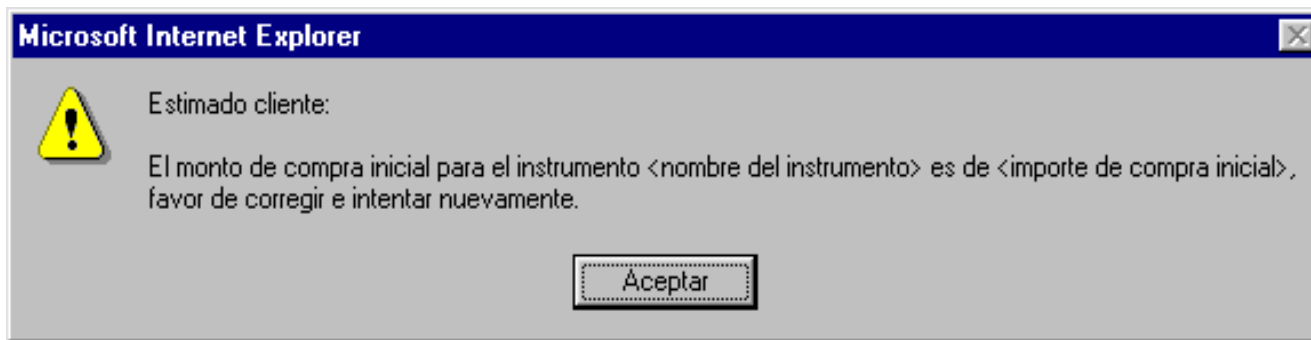 Microsoft Internet Explorer
Estimado cliente:
El monto de compra inicial para el instrumento <nombre del instrumento> es de <importe de compra inicial>,
favor de corregir e intentar nuevamente.
Aceptar